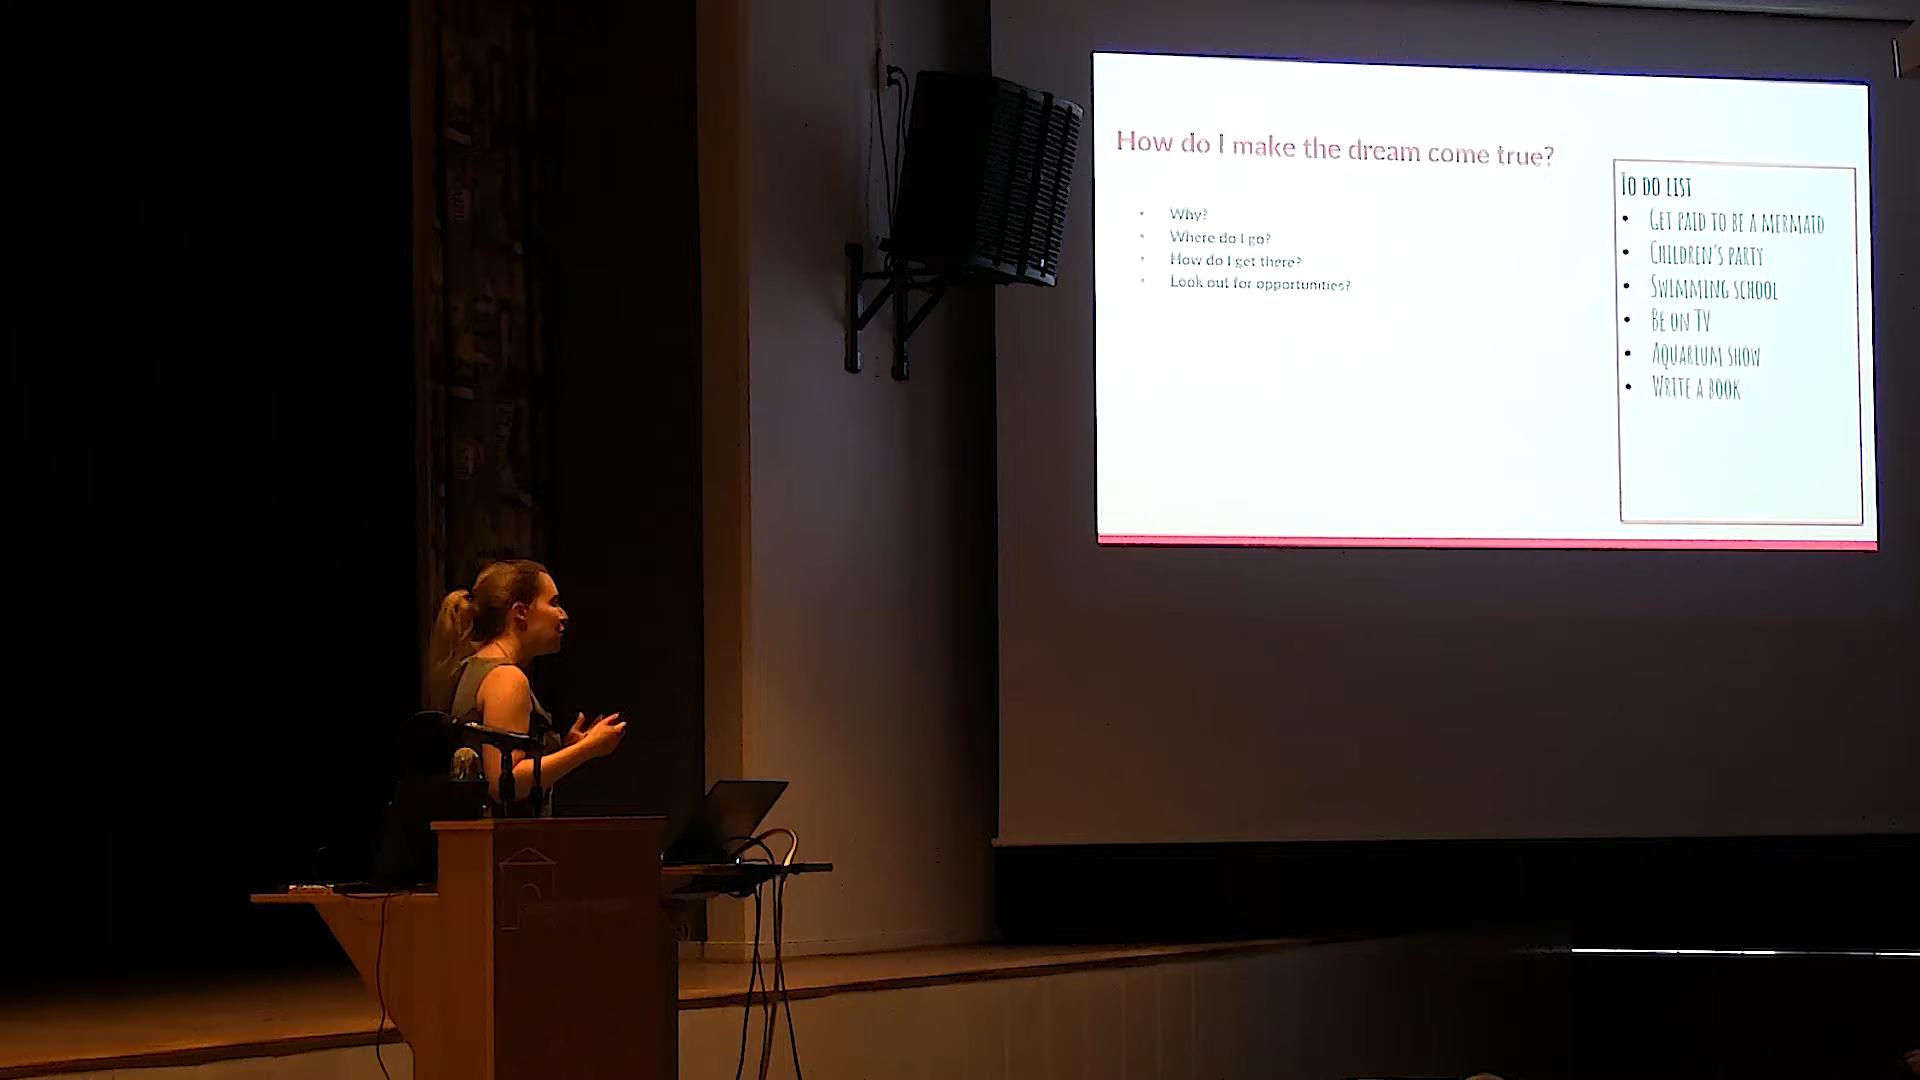 How do I make the dream come true?
Why?
Where do I go?
How do I get there?
Look out for opportunities?
TO DO LIST
GET PAID TO BE A MERMAID
CHILDREN'S PARTY
SWIMMING SCHOOL
BE ON TV
AQUARIUM SHOW
WRITE A BOOK